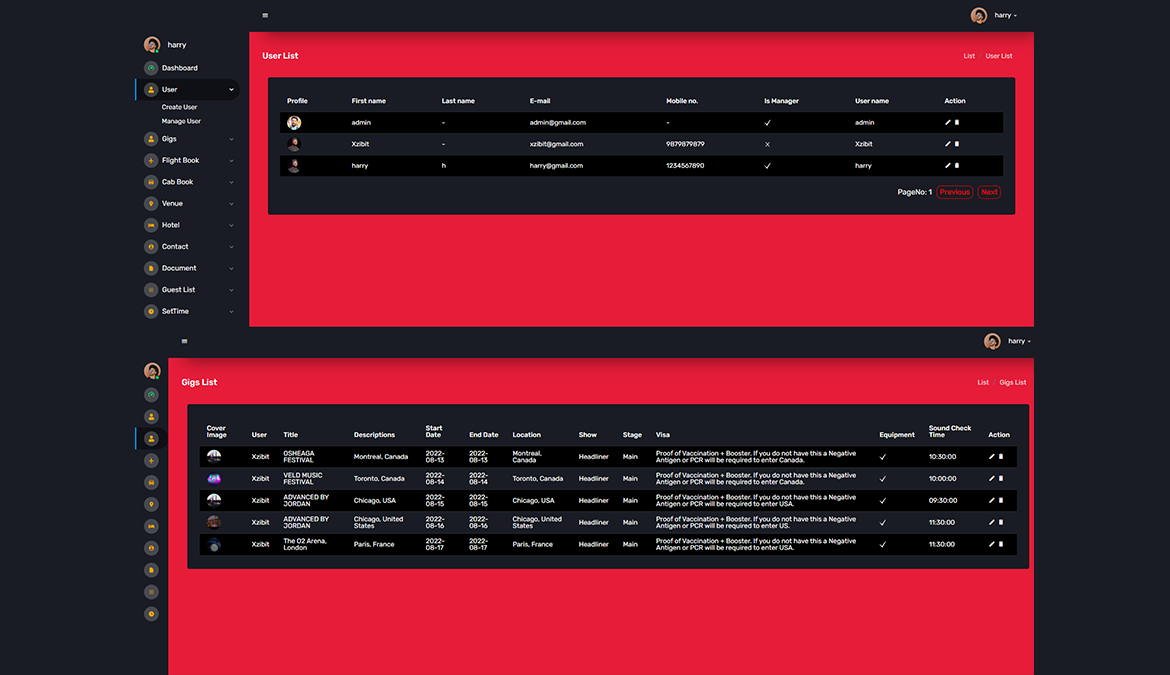 harry
harry
Dashboard
User
Create User
Manage User
Gigs
Flight Book
Cab Book
Venue
Hotel
Contact
Document
Guest List
SetTime
User List
List User List
Profile First name Last name E-mail Mobile no. Is Manager User name Action
admin - admin@gmail.com - ✓ admin
Xzibit - xzibit@gmail.com 9879879879 X Xzibit
harry h harry@gmail.com 1234567890 ✓ harry
PageNo: 1 Previous Next
harry
Gigs List
List / Gigs List
Cover
Image
User
Title
Descriptions
Start
Date
End Date
Location
Show
Stage
Visa
Equipment
Sound Check
Time
Action
Xzibit
OSHEAGA
FESTIVAL
Montreal, Canada
2022-
08-13
2022-
08-13
Montreal,
Canada
Headliner
Main
Proof of Vaccination + Booster. If you do not have this a Negative
Antigen or PCR will be required to enter Canada.
✓
10:30:00
Xzibit
VELD MUSIC
FESTIVAL
Toronto, Canada
2022-
08-14
2022-
08-14
Toronto, Canada
Headliner
Main
Proof of Vaccination + Booster. If you do not have this a Negative
Antigen or PCR will be required to enter Canada.
✓
10:00:00
Xzibit
ADVANCED BY
JORDAN
Chicago, USA
2022-
08-15
2022-
08-15
Chicago, USA
Headliner
Main
Proof of Vaccination + Booster. If you do not have this a Negative
Antigen or PCR will be required to enter USA.
✓
09:30:00
Xzibit
ADVANCED BY
JORDAN
Chicago, United
States
2022-
08-16
2022-
08-16
Chicago, United
States
Headliner
Main
Proof of Vaccination + Booster. If you do not have this a Negative
Antigen or PCR will be required to enter US.
✓
11:30:00
Xzibit
The O2 Arena,
London
Paris, France
2022-
08-17
2022-
08-17
Paris, France
Headliner
Main
Proof of Vaccination + Booster. If you do not have this a Negative
Antigen or PCR will be required to enter USA.
✓
11:30:00